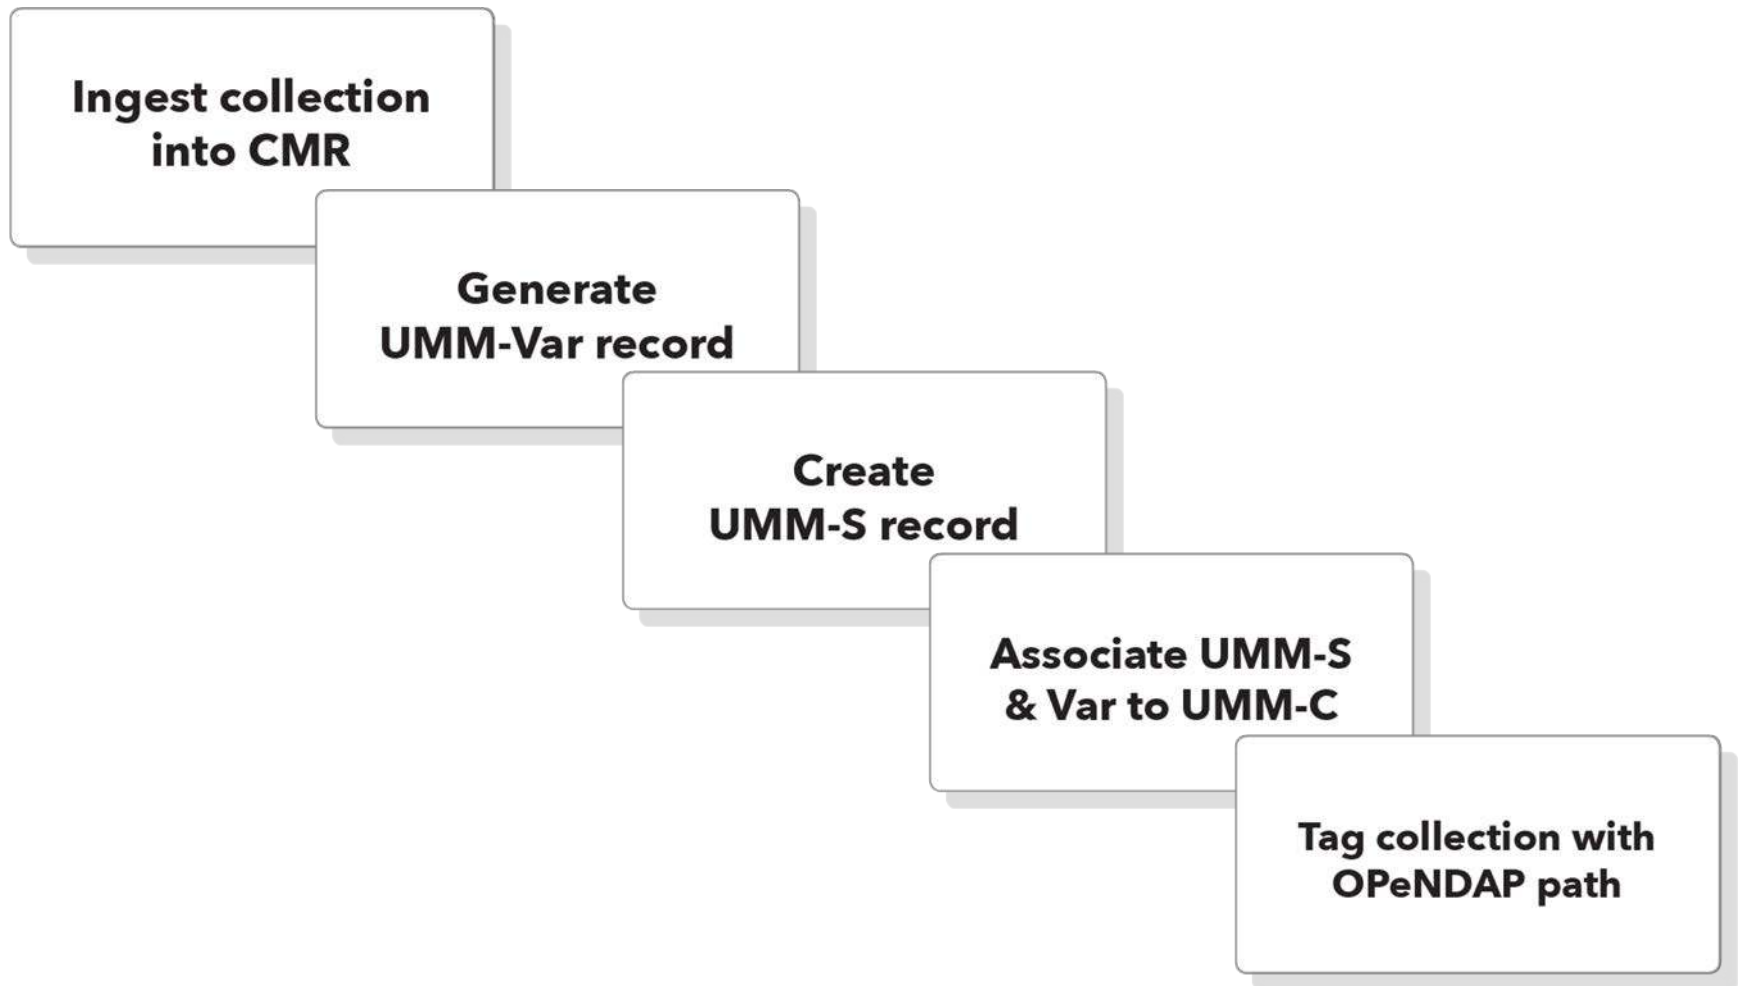 Ingest collection
into CMR
Generate
UMM-Var record
Create
UMM-S record
Associate UMM-S
& Var to UMM-C
Tag collection with
OPeNDAP path